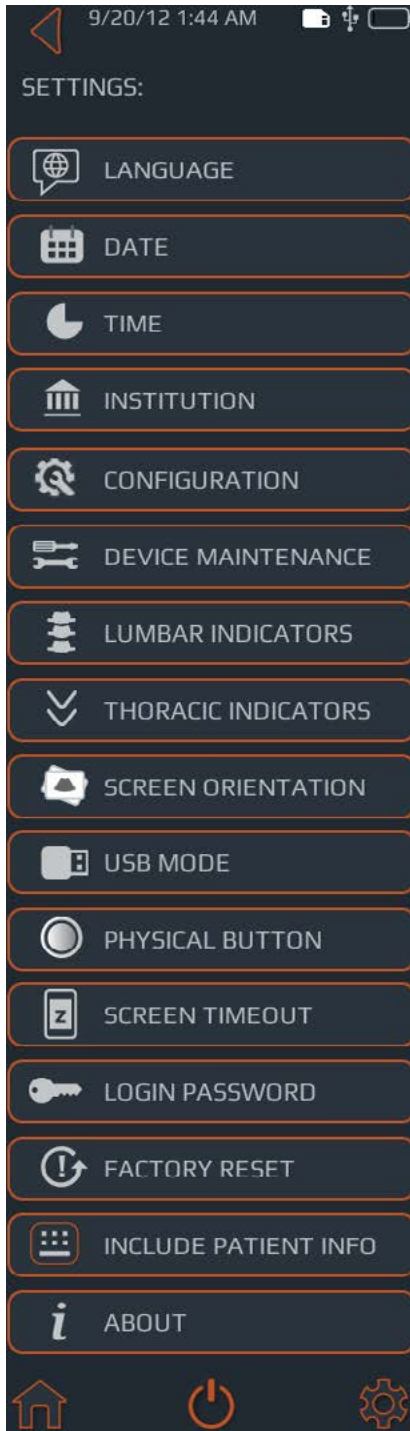 9/20/12 1:44 AM
SETTINGS:
LANGUAGE
DATE
TIME
INSTITUTION
CONFIGURATION
DEVICE MAINTENANCE
LUMBAR INDICATORS
THORACIC INDICATORS
SCREEN ORIENTATION
USB MODE
PHYSICAL BUTTON
z SCREEN TIMEOUT
LOGIN PASSWORD
! FACTORY RESET
INCLUDE PATIENT INFO
i ABOUT